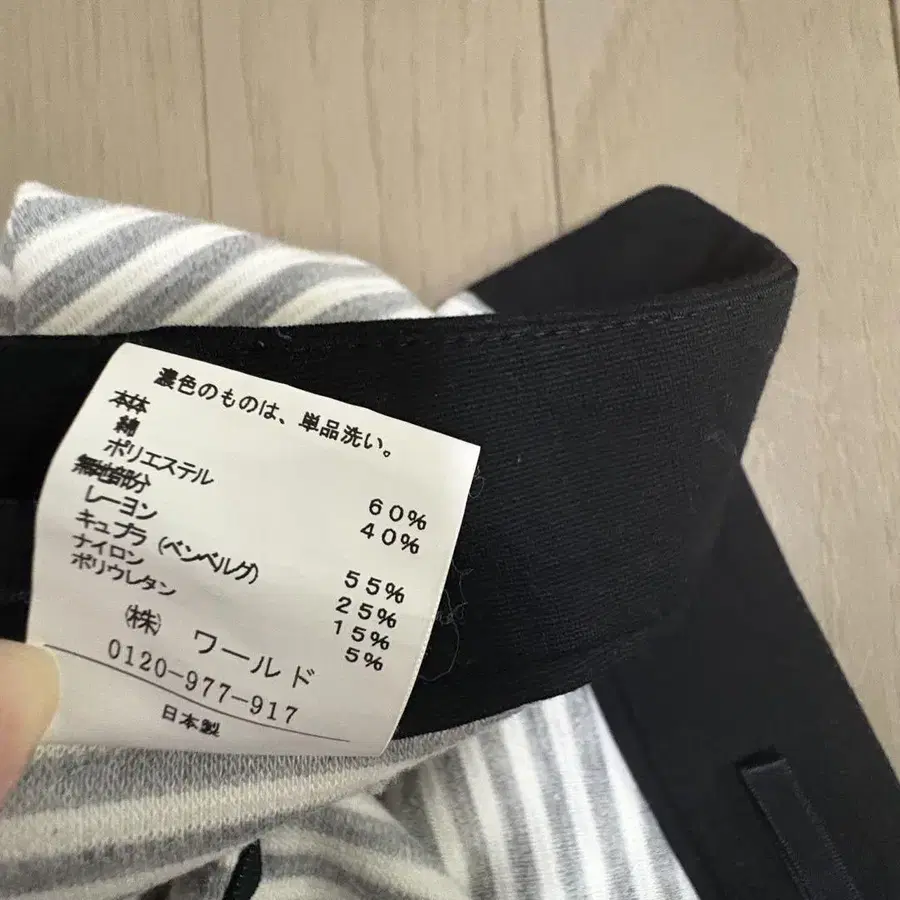 濃色のものは、単品洗い。
本体
綿 60%
ポリエステル 40%
無地部分
レーヨン 55%
キュプラ (ベンベルグ) 25%
ナイロン 15%
ポリウレタン 5%
(株) ワールド
0120-977-917
日本製